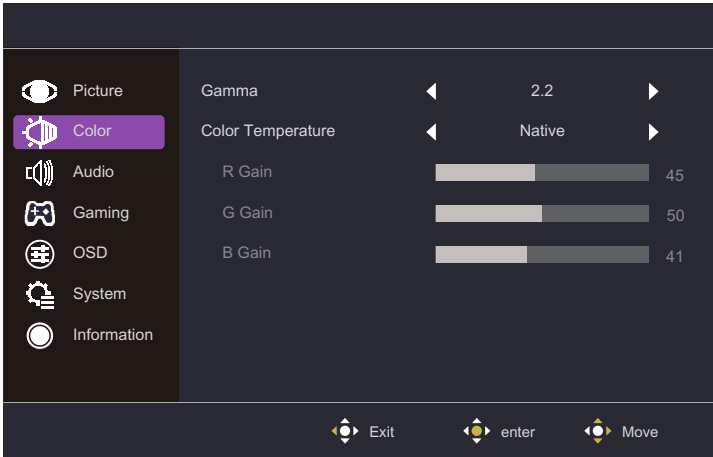 Picture
Gamma 2.2
Color
Color Temperature Native
Audio
R Gain 45
Gaming
G Gain 50
OSD
B Gain 41
System
Information
Exit enter Move